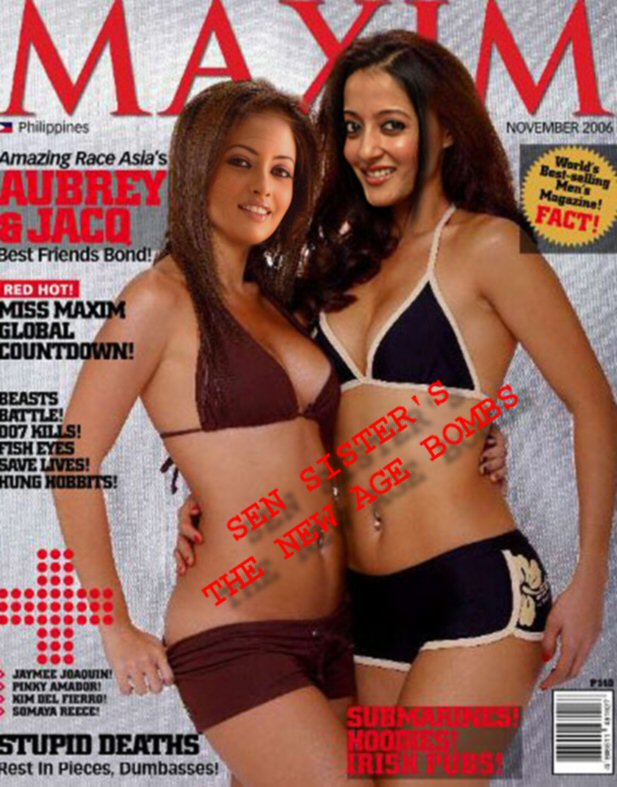 MAXIM
Philippines
NOVEMBER 2006
Amazing Race Asia's
AUBREY
& JACQ
Best Friends Bond!
World's
Best-selling
Men's
Magazine!
FACT!
RED HOT!
MISS MAXIM
GLOBAL
COUNTDOWN!
BEASTS
BATTLE!
007 KILLS!
FISH EYES
SAVE LIVES!
HUNG HOBBITS!
SEN SISTER'S
THE NEW AGE BOMBS
JAYMEE JOAQUIN!
PINKY AMADOR!
KIM DEL FIERRO!
SOMAYA REECE!
STUPID DEATHS
Rest In Pieces, Dumbasses!
SUBMARINES!
HOODIES!
IRISH PUBS!